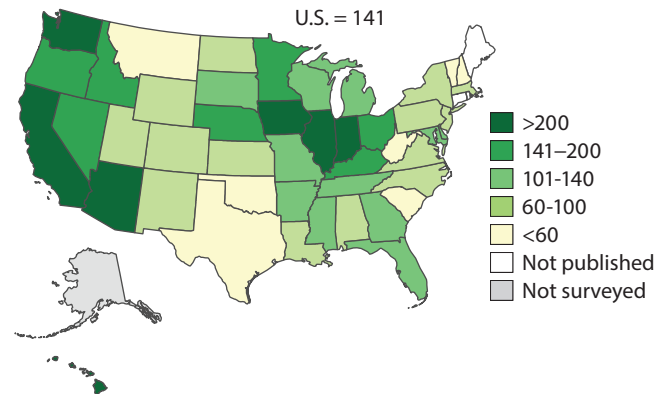 U.S. = 141
>200
141–200
101-140
60-100
<60
Not published
Not surveyed